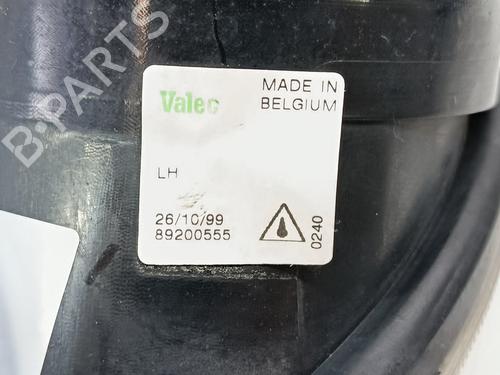 B-PARTS
Valeo
MADE IN
BELGIUM
LH
26/10/99
89200555
0240